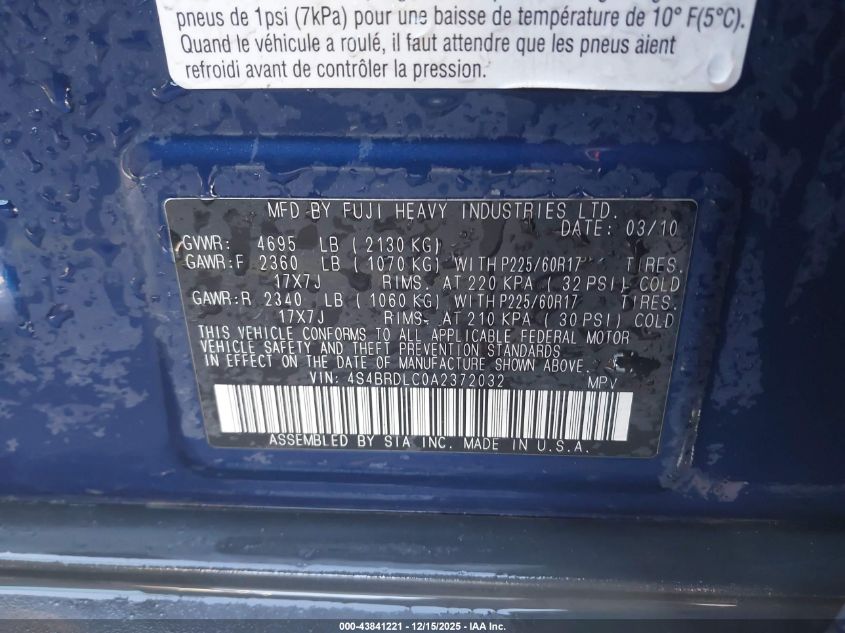 pneus de 1psi (7kPa) pour une baisse de température de 10° F(5°C).
Quand le véhicule a roulé, il faut attendre que les pneus aient
refroidi avant de contrôler la pression.
MFD BY FUJI HEAVY INDUSTRIES LTD.
DATE: 03/10
GVWR: 4695 LB ( 2130 KG)
GAWR:F 2360 LB ( 1070 KG) WITH P225/60R17 TIRES.
17X7J RIMS. AT 220 KPA ( 32 PSI) COLD
GAWR:R 2340 LB ( 1060 KG) WITH P225/60R17 TIRES.
17X7J RIMS. AT 210 KPA ( 30 PSI) COLD
THIS VEHICLE CONFORMS TO ALL APPLICABLE FEDERAL MOTOR
VEHICLE SAFETY AND THEFT PREVENTION STANDARDS
IN EFFECT ON THE DATE OF MANUFACTURE SHOWN ABOVE.
VIN: 4S4BRDLC0A2372032 MPV
ASSEMBLED BY SIA INC. MADE IN U.S.A.
000-43841221 - 12/15/2025 - IAA Inc.